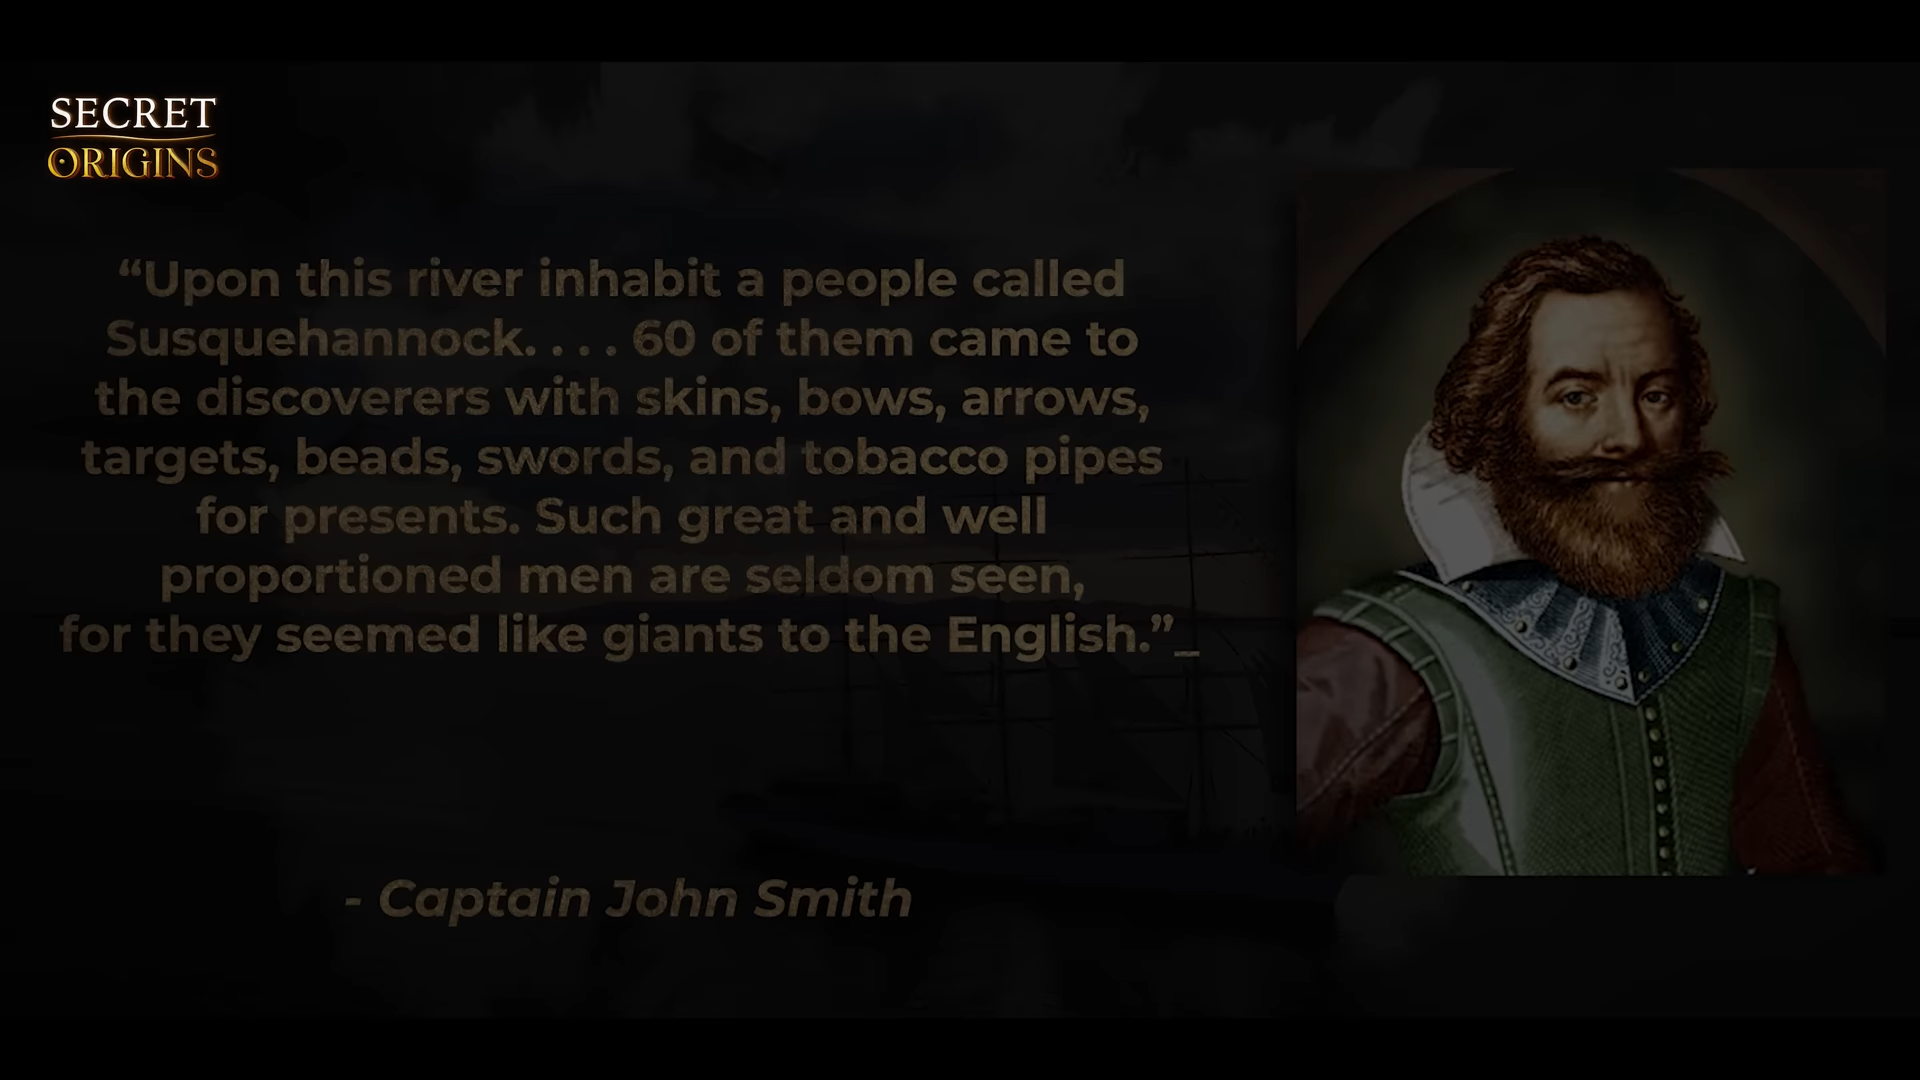 SECRET
ORIGINS
“Upon this river inhabit a people called
Susquehannock. . . . 60 of them came to
the discoverers with skins, bows, arrows,
targets, beads, swords, and tobacco pipes
for presents. Such great and well
proportioned men are seldom seen,
for they seemed like giants to the English.”_
- Captain John Smith